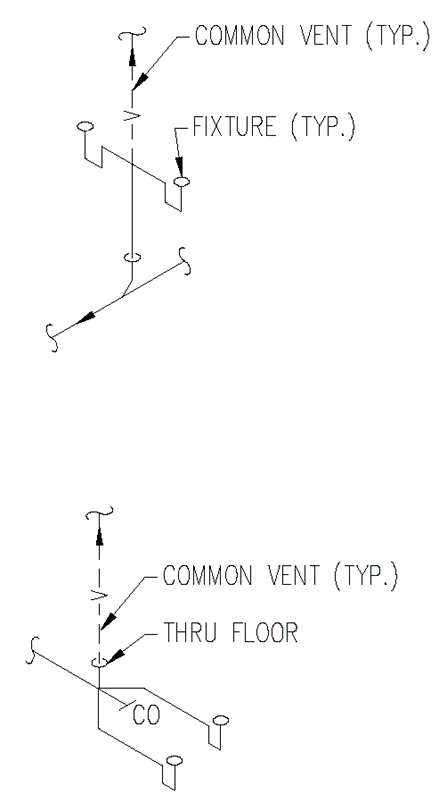 COMMON VENT (TYP.)
V
FIXTURE (TYP.)
COMMON VENT (TYP.)
V
THRU FLOOR
CO